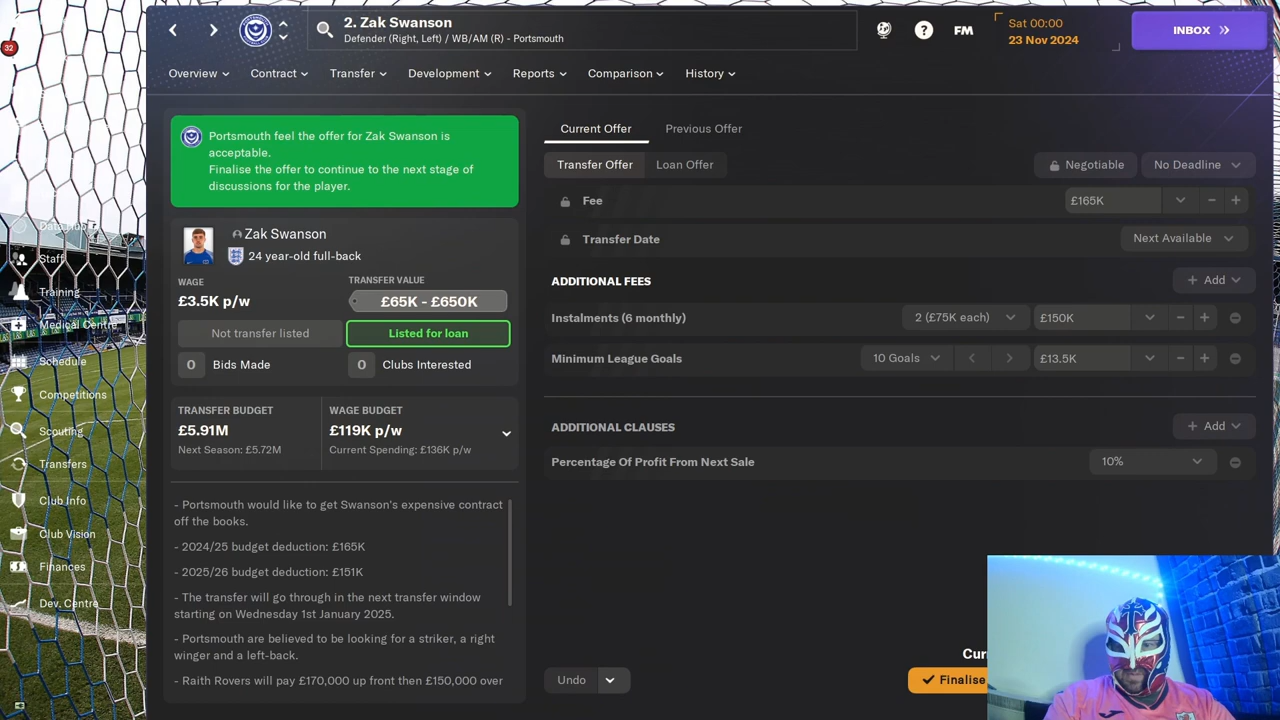 2. Zak Swanson
Defender (Right, Left) / WB/AM (R) - Portsmouth
FM
Sat 00:00
23 Nov 2024
INBOX
32
Overview
Contract
Transfer
Development
Reports
Comparison
History
Portsmouth feel the offer for Zak Swanson is
acceptable.
Finalise the offer to continue to the next stage of
discussions for the player.
Current Offer
Previous Offer
Transfer Offer
Loan Offer
Negotiable
No Deadline
Fee
£165K
Transfer Date
Next Available
ADDITIONAL FEES
Add
Instalments (6 monthly)
2 (£75K each)
£150K
Minimum League Goals
10 Goals
£13.5K
ADDITIONAL CLAUSES
Add
Percentage Of Profit From Next Sale
10%
Zak Swanson
24 year-old full-back
WAGE
£3.5K p/w
TRANSFER VALUE
£65K - £650K
Not transfer listed
Listed for loan
0 Bids Made
0 Clubs Interested
TRANSFER BUDGET
£5.91M
Next Season: £5.72M
WAGE BUDGET
£119K p/w
Current Spending: £136K p/w
- Portsmouth would like to get Swanson's expensive contract
off the books.
- 2024/25 budget deduction: £165K
- 2025/26 budget deduction: £151K
- The transfer will go through in the next transfer window
starting on Wednesday 1st January 2025.
- Portsmouth are believed to be looking for a striker, a right
winger and a left-back.
- Raith Rovers will pay £170,000 up front then £150,000 over
Data Hub
Staff
Training
Medical Centre
Schedule
Competitions
Scouting
Transfers
Club Info
Club Vision
Finances
Dev. Centre
Undo
Curr
Finalise